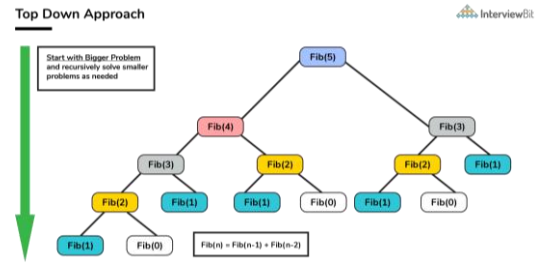 Top Down Approach
InterviewBit
Start with Bigger Problem
and recursively solve smaller
problems as needed
Fib(5)
Fib(4)
Fib(3)
Fib(3)
Fib(2)
Fib(2)
Fib(1)
Fib(2)
Fib(1)
Fib(1)
Fib(0)
Fib(1)
Fib(0)
Fib(1)
Fib(0)
Fib(n) = Fib(n-1) + Fib(n-2)